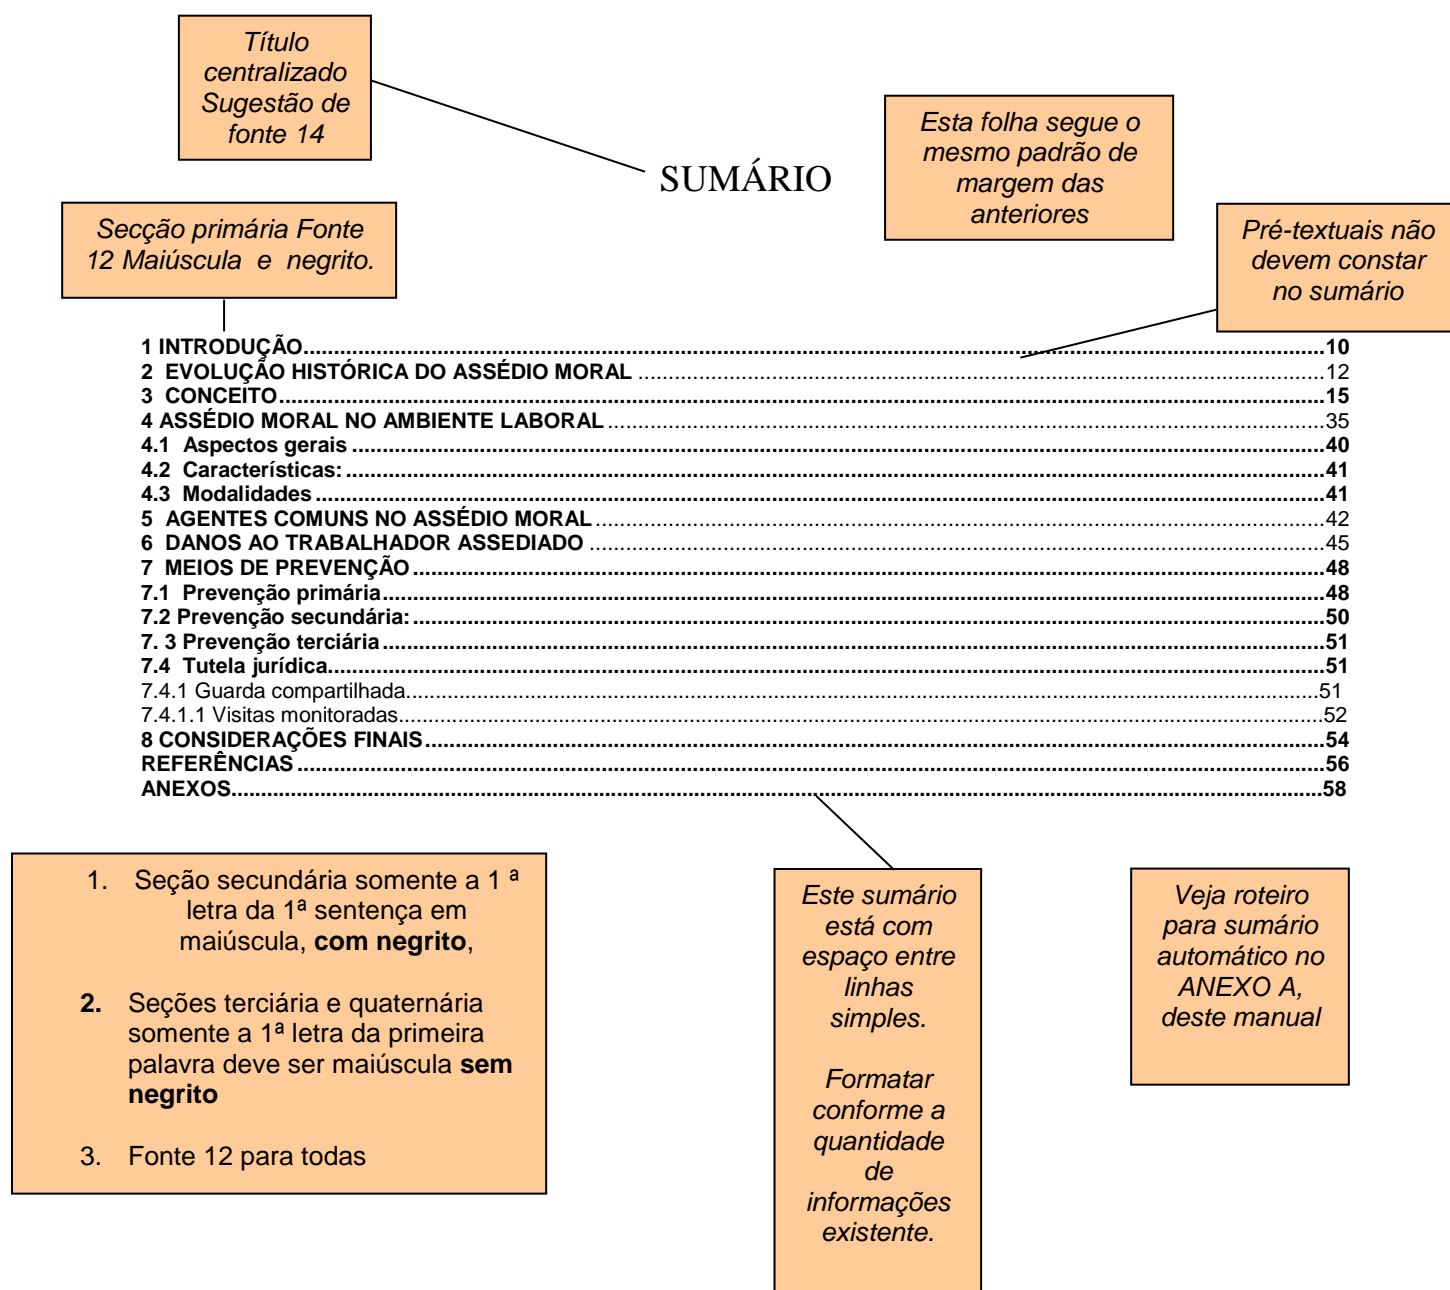 Título
centralizado
Sugestão de
fonte 14
Esta folha segue o
mesmo padrão de
margem das
anteriores
SUMÁRIO
Secção primária Fonte
12 Maiúscula e negrito.
Pré-textuais não
devem constar
no sumário
1 INTRODUÇÃO...........................................................10
2 EVOLUÇÃO HISTÓRICA DO ASSÉDIO MORAL ...........................................................12
3 CONCEITO...........................................................15
4 ASSÉDIO MORAL NO AMBIENTE LABORAL...........................................................35
4.1 Aspectos gerais ...........................................................40
4.2 Características: ...........................................................41
4.3 Modalidades ...........................................................41
5 AGENTES COMUNS NO ASSÉDIO MORAL ...........................................................42
6 DANOS AO TRABALHADOR ASSEDIADO ...........................................................45
7 MEIOS DE PREVENÇÃO ...........................................................48
7.1 Prevenção primária ...........................................................48
7.2 Prevenção secundária: ...........................................................50
7. 3 Prevenção terciária ...........................................................51
7.4 Tutela jurídica...........................................................51
7.4.1 Guarda compartilhada...........................................................51
7.4.1.1 Visitas monitoradas...........................................................52
8 CONSIDERAÇÕES FINAIS ...........................................................54
REFERÊNCIAS ...........................................................56
ANEXOS...........................................................58
1. Seção secundária somente a 1 ª
letra da 1ª sentença em
maiúscula, com negrito,
2. Seções terciária e quaternária
somente a 1ª letra da primeira
palavra deve ser maiúscula sem
negrito
3. Fonte 12 para todas
Este sumário
está com
espaço entre
linhas
simples.
Formatar
conforme a
quantidade
de
informações
existente.
Veja roteiro
para sumário
automático no
ANEXO A,
deste manual